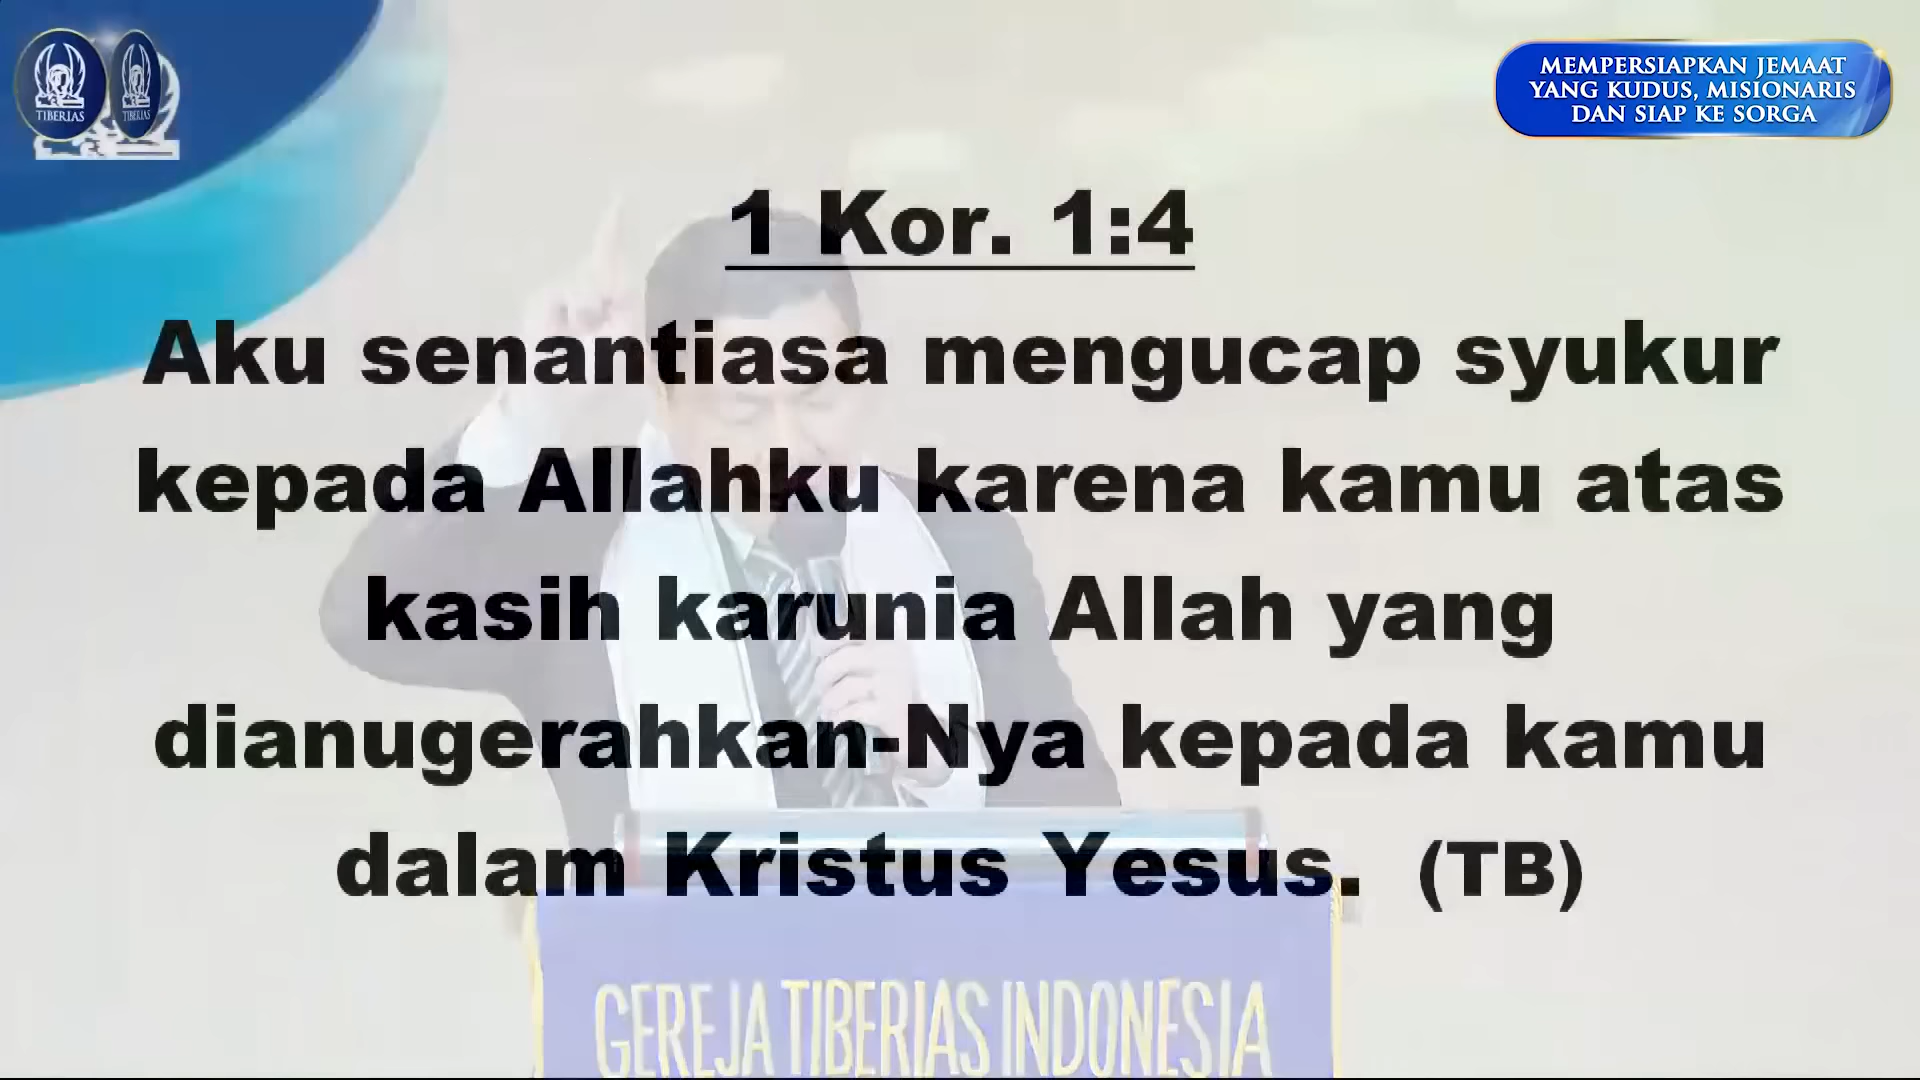 TIBERIAS
TIBERIAS
MEMPERSIAPKAN JEMAAT
YANG KUDUS, MISIONARIS
DAN SIAP KE SORGA
1 Kor. 1:4
Aku senantiasa mengucap syukur
kepada Allahku karena kamu atas
kasih karunia Allah yang
dianugerahkan-Nya kepada kamu
dalam Kristus Yesus. (TB)
GEREJA TIBERIAS INDONESIA